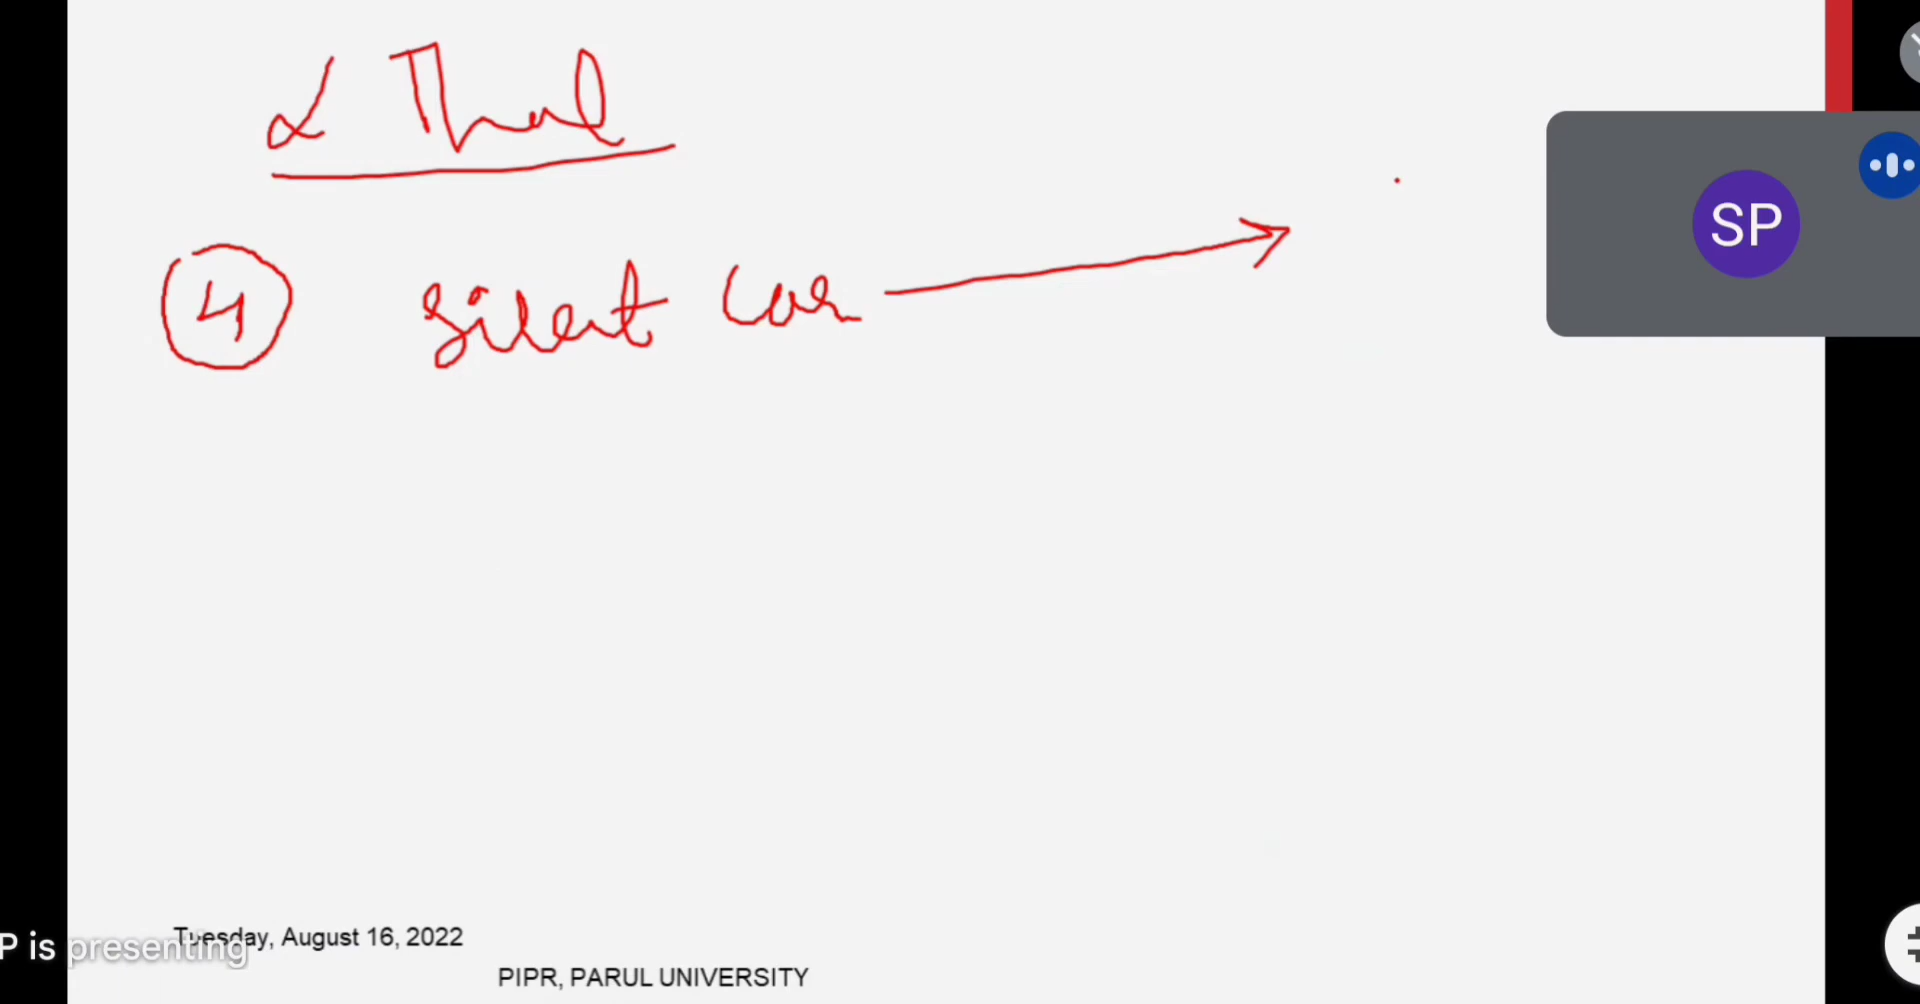 α Thal
SP
④ silent car
Tuesday, August 16, 2022
P is presenting
PIPR, PARUL UNIVERSITY